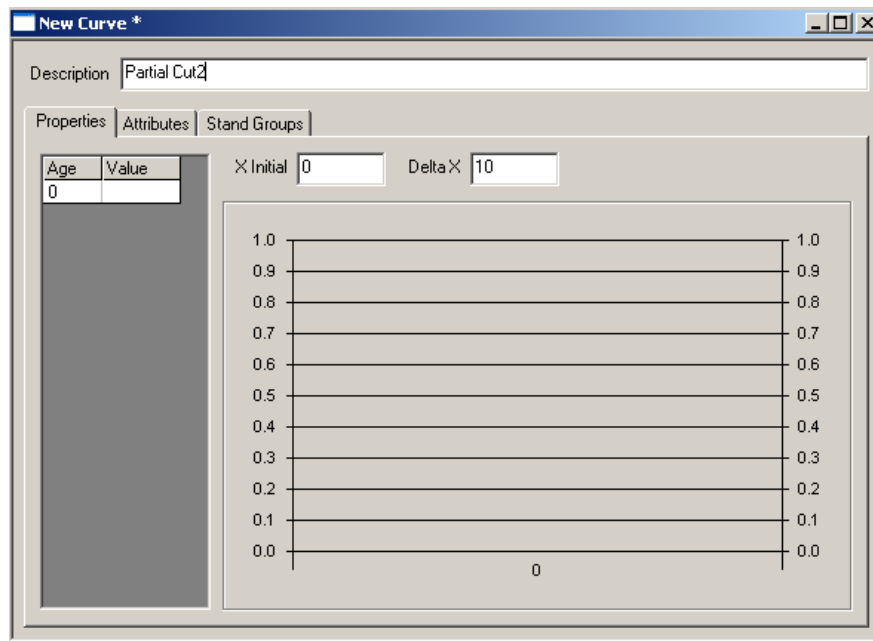 New Curve *
Description Partial Cut2
Properties Attributes Stand Groups
Age Value
0
X Initial 0 Delta X 10
1.0 1.0
0.9 0.9
0.8 0.8
0.7 0.7
0.6 0.6
0.5 0.5
0.4 0.4
0.3 0.3
0.2 0.2
0.1 0.1
0.0 0.0
0